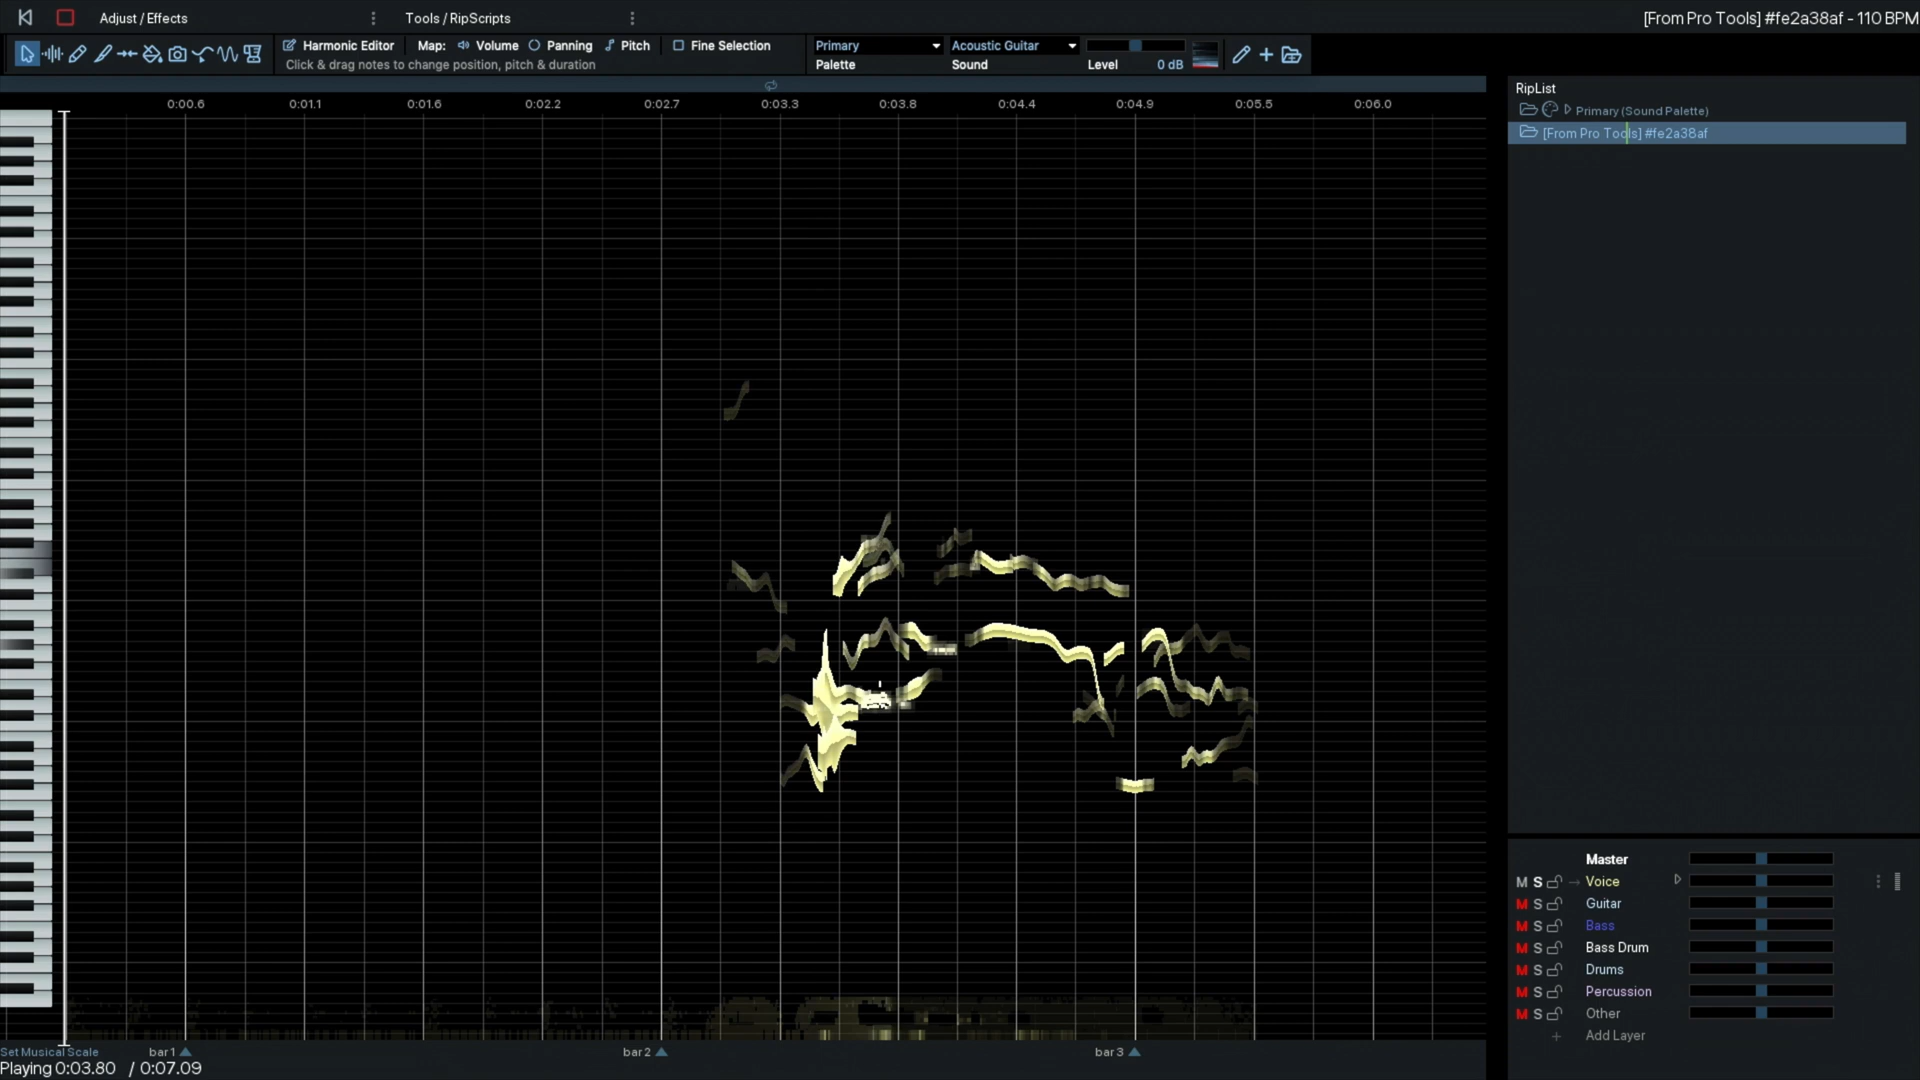 Adjust / Effects
Tools / RipScripts
[From Pro Tools] #fe2a38af - 110 BPM
Harmonic Editor
Map:
Volume
Panning
Pitch
Fine Selection
Click & drag notes to change position, pitch & duration
Primary
Palette
Acoustic Guitar
Sound
Level
0 dB
0:00.6
0:01.1
0:01.6
0:02.2
0:02.7
0:03.3
0:03.8
0:04.4
0:04.9
0:05.5
0:06.0
RipList
Primary (Sound Palette)
[From Pro Tools] #fe2a38af
Master
M S Voice
M S Guitar
M S Bass
M S Bass Drum
M S Drums
M S Percussion
M S Other
+ Add Layer
Set Musical Scale
bar 1
bar 2
bar 3
Playing 0:03.80 / 0:07.09